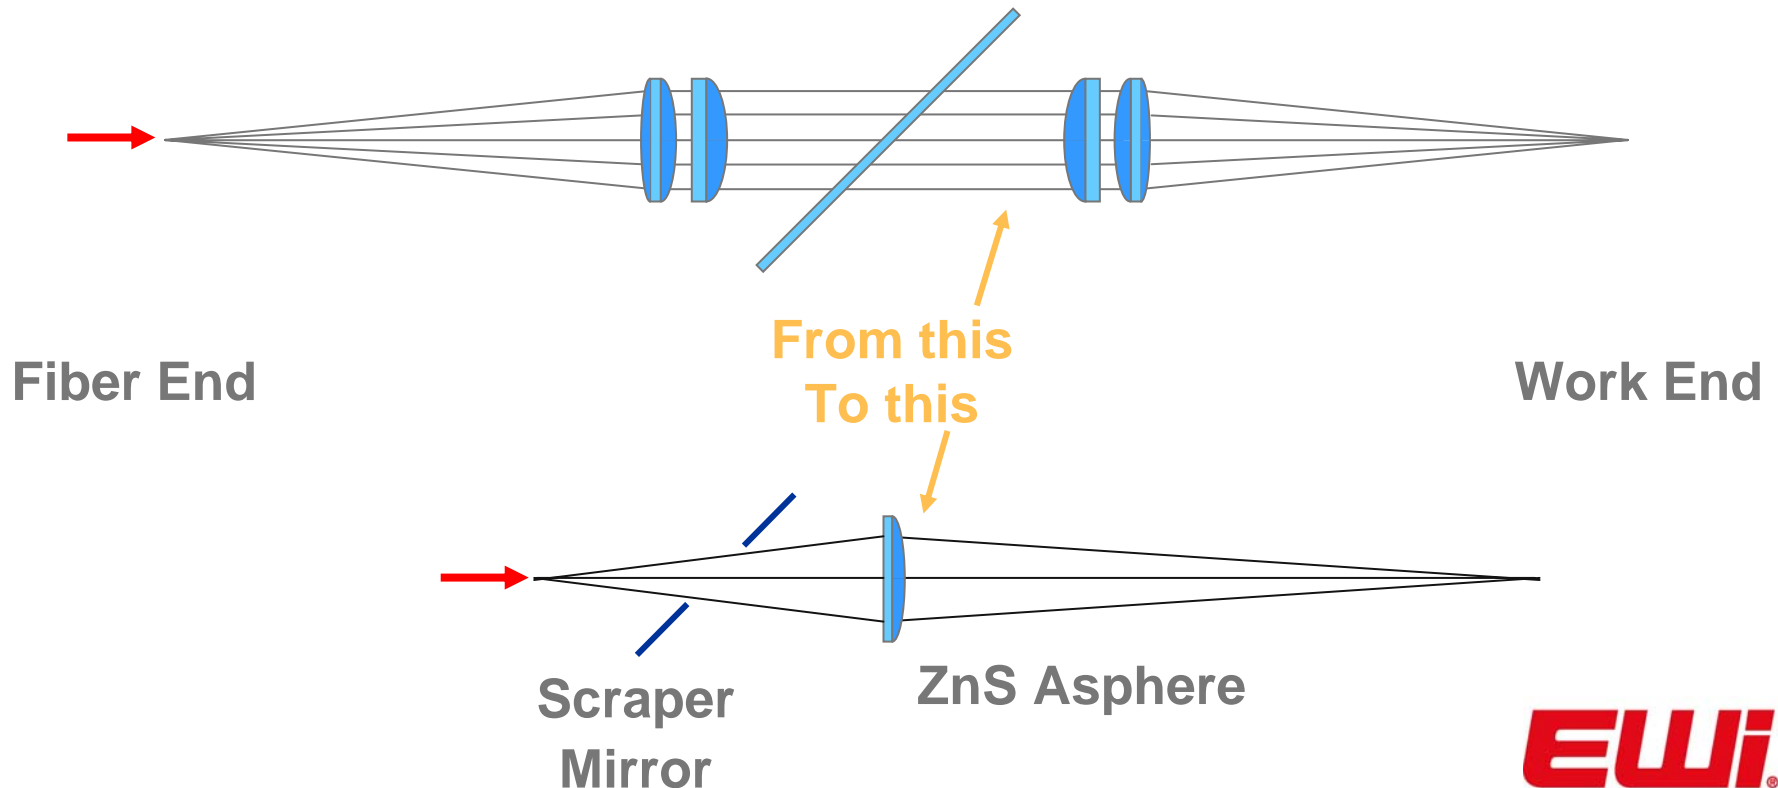 From this
Fiber End
Work End
To this
ZnS Asphere
Scraper
Mirror
EWi®